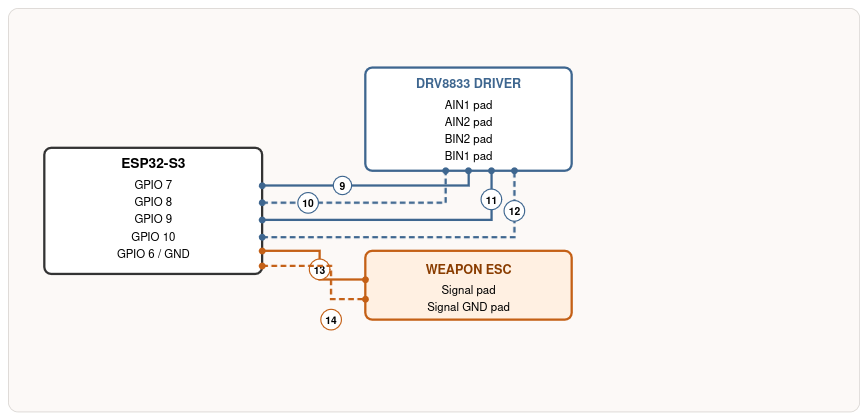 DRV8833 DRIVER
AIN1 pad
AIN2 pad
BIN2 pad
BIN1 pad
ESP32-S3
GPIO 7
GPIO 8
GPIO 9
GPIO 10
GPIO 6 / GND
9
10
11
12
13
14
WEAPON ESC
Signal pad
Signal GND pad